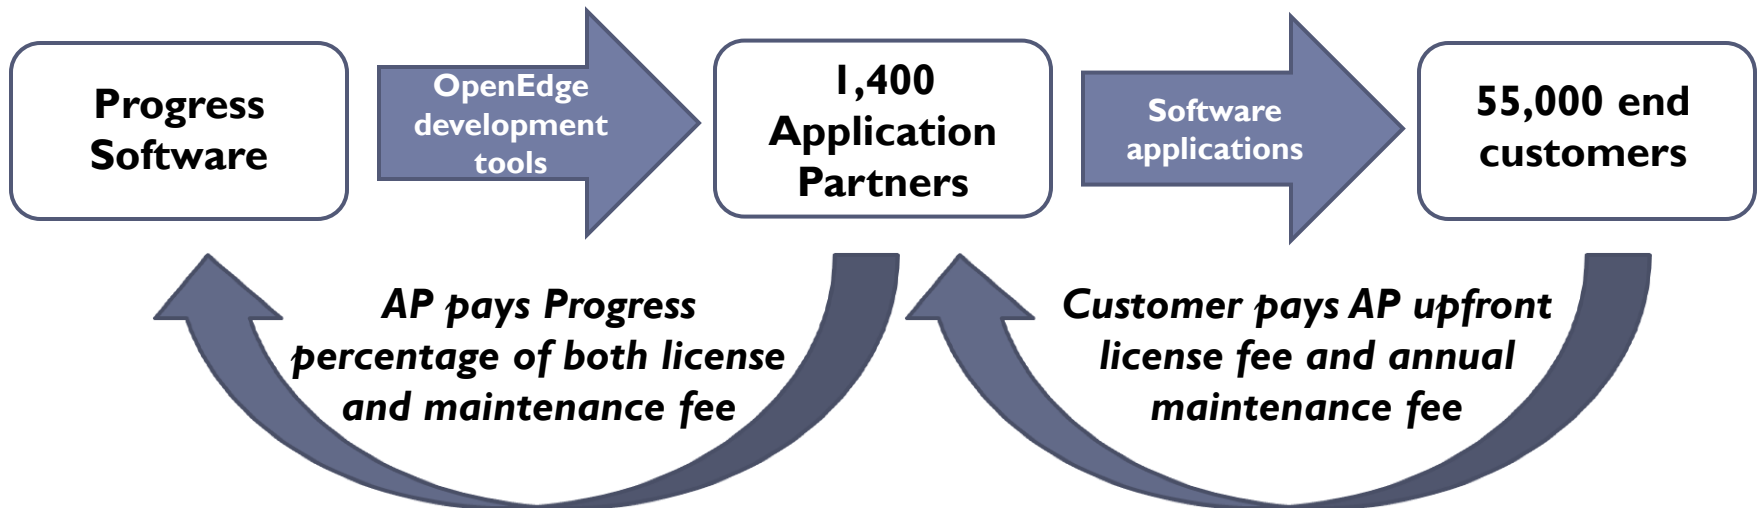 Progress
Software
OpenEdge
development
tools
1,400
Application
Partners
Software
applications
55,000 end
customers
AP pays Progress
percentage of both license
and maintenance fee
Customer pays AP upfront
license fee and annual
maintenance fee